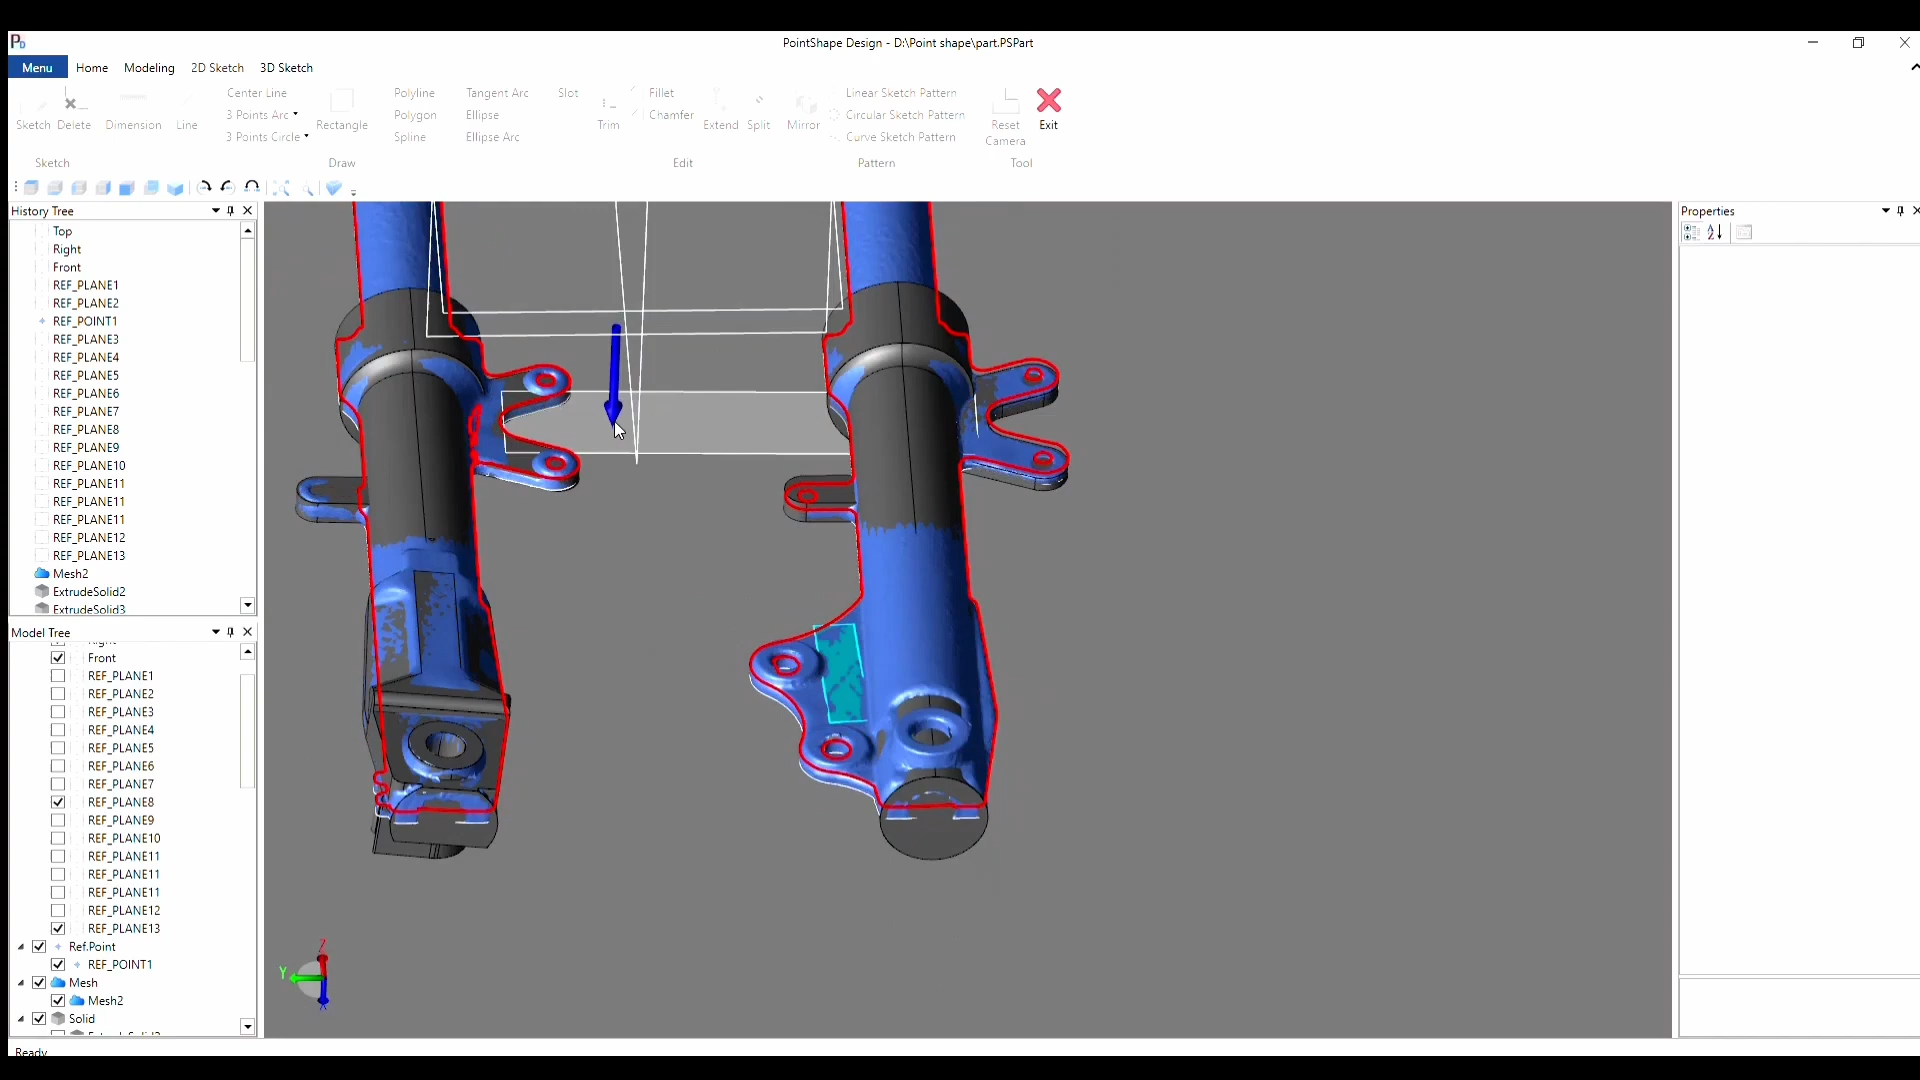 PD
PointShape Design - D:\Point shape\part.PSPart
Menu Home Modeling 2D Sketch 3D Sketch
Center Line Polyline Tangent Arc Slot Fillet Linear Sketch Pattern
3 Points Arc Polygon Ellipse Chamfer Circular Sketch Pattern
Sketch Delete Dimension Line Rectangle Trim Extend Split Mirror Reset Exit
3 Points Circle Spline Ellipse Arc Curve Sketch Pattern Camera
Sketch Draw Edit Pattern Tool
History Tree
Top
Right
Front
REF_PLANE1
REF_PLANE2
REF_POINT1
REF_PLANE3
REF_PLANE4
REF_PLANE5
REF_PLANE6
REF_PLANE7
REF_PLANE8
REF_PLANE9
REF_PLANE10
REF_PLANE11
REF_PLANE11
REF_PLANE11
REF_PLANE12
REF_PLANE13
Mesh2
ExtrudeSolid2
ExtrudeSolid3
Model Tree
Right
Front
REF_PLANE1
REF_PLANE2
REF_PLANE3
REF_PLANE4
REF_PLANE5
REF_PLANE6
REF_PLANE7
REF_PLANE8
REF_PLANE9
REF_PLANE10
REF_PLANE11
REF_PLANE11
REF_PLANE11
REF_PLANE12
REF_PLANE13
Ref.Point
REF_POINT1
Mesh
Mesh2
Solid
Z
Y
X
Properties
Ready